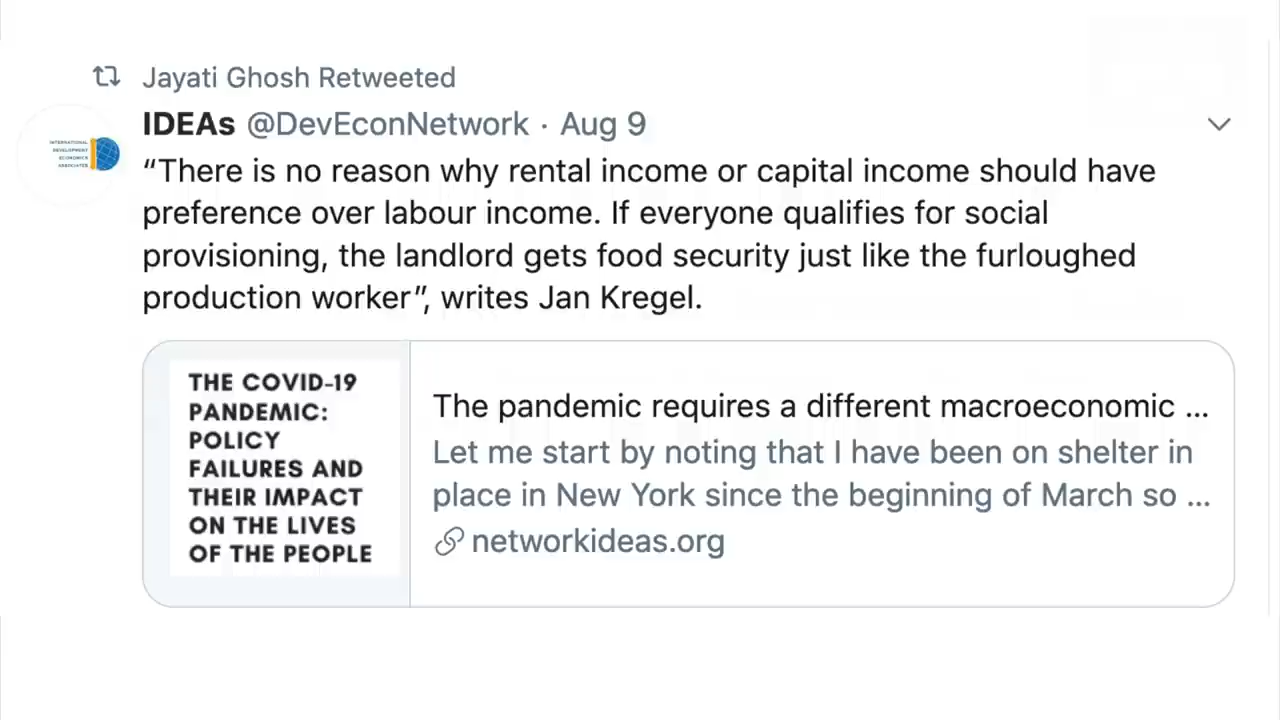 Jayati Ghosh Retweeted
IDEAs @DevEconNetwork · Aug 9
INTERNATIONAL
DEVELOPMENT
ECONOMICS
ASSOCIATES
“There is no reason why rental income or capital income should have
preference over labour income. If everyone qualifies for social
provisioning, the landlord gets food security just like the furloughed
production worker”, writes Jan Kregel.
THE COVID-19
PANDEMIC:
POLICY
FAILURES AND
THEIR IMPACT
ON THE LIVES
OF THE PEOPLE
The pandemic requires a different macroeconomic ...
Let me start by noting that I have been on shelter in
place in New York since the beginning of March so ...
networkideas.org